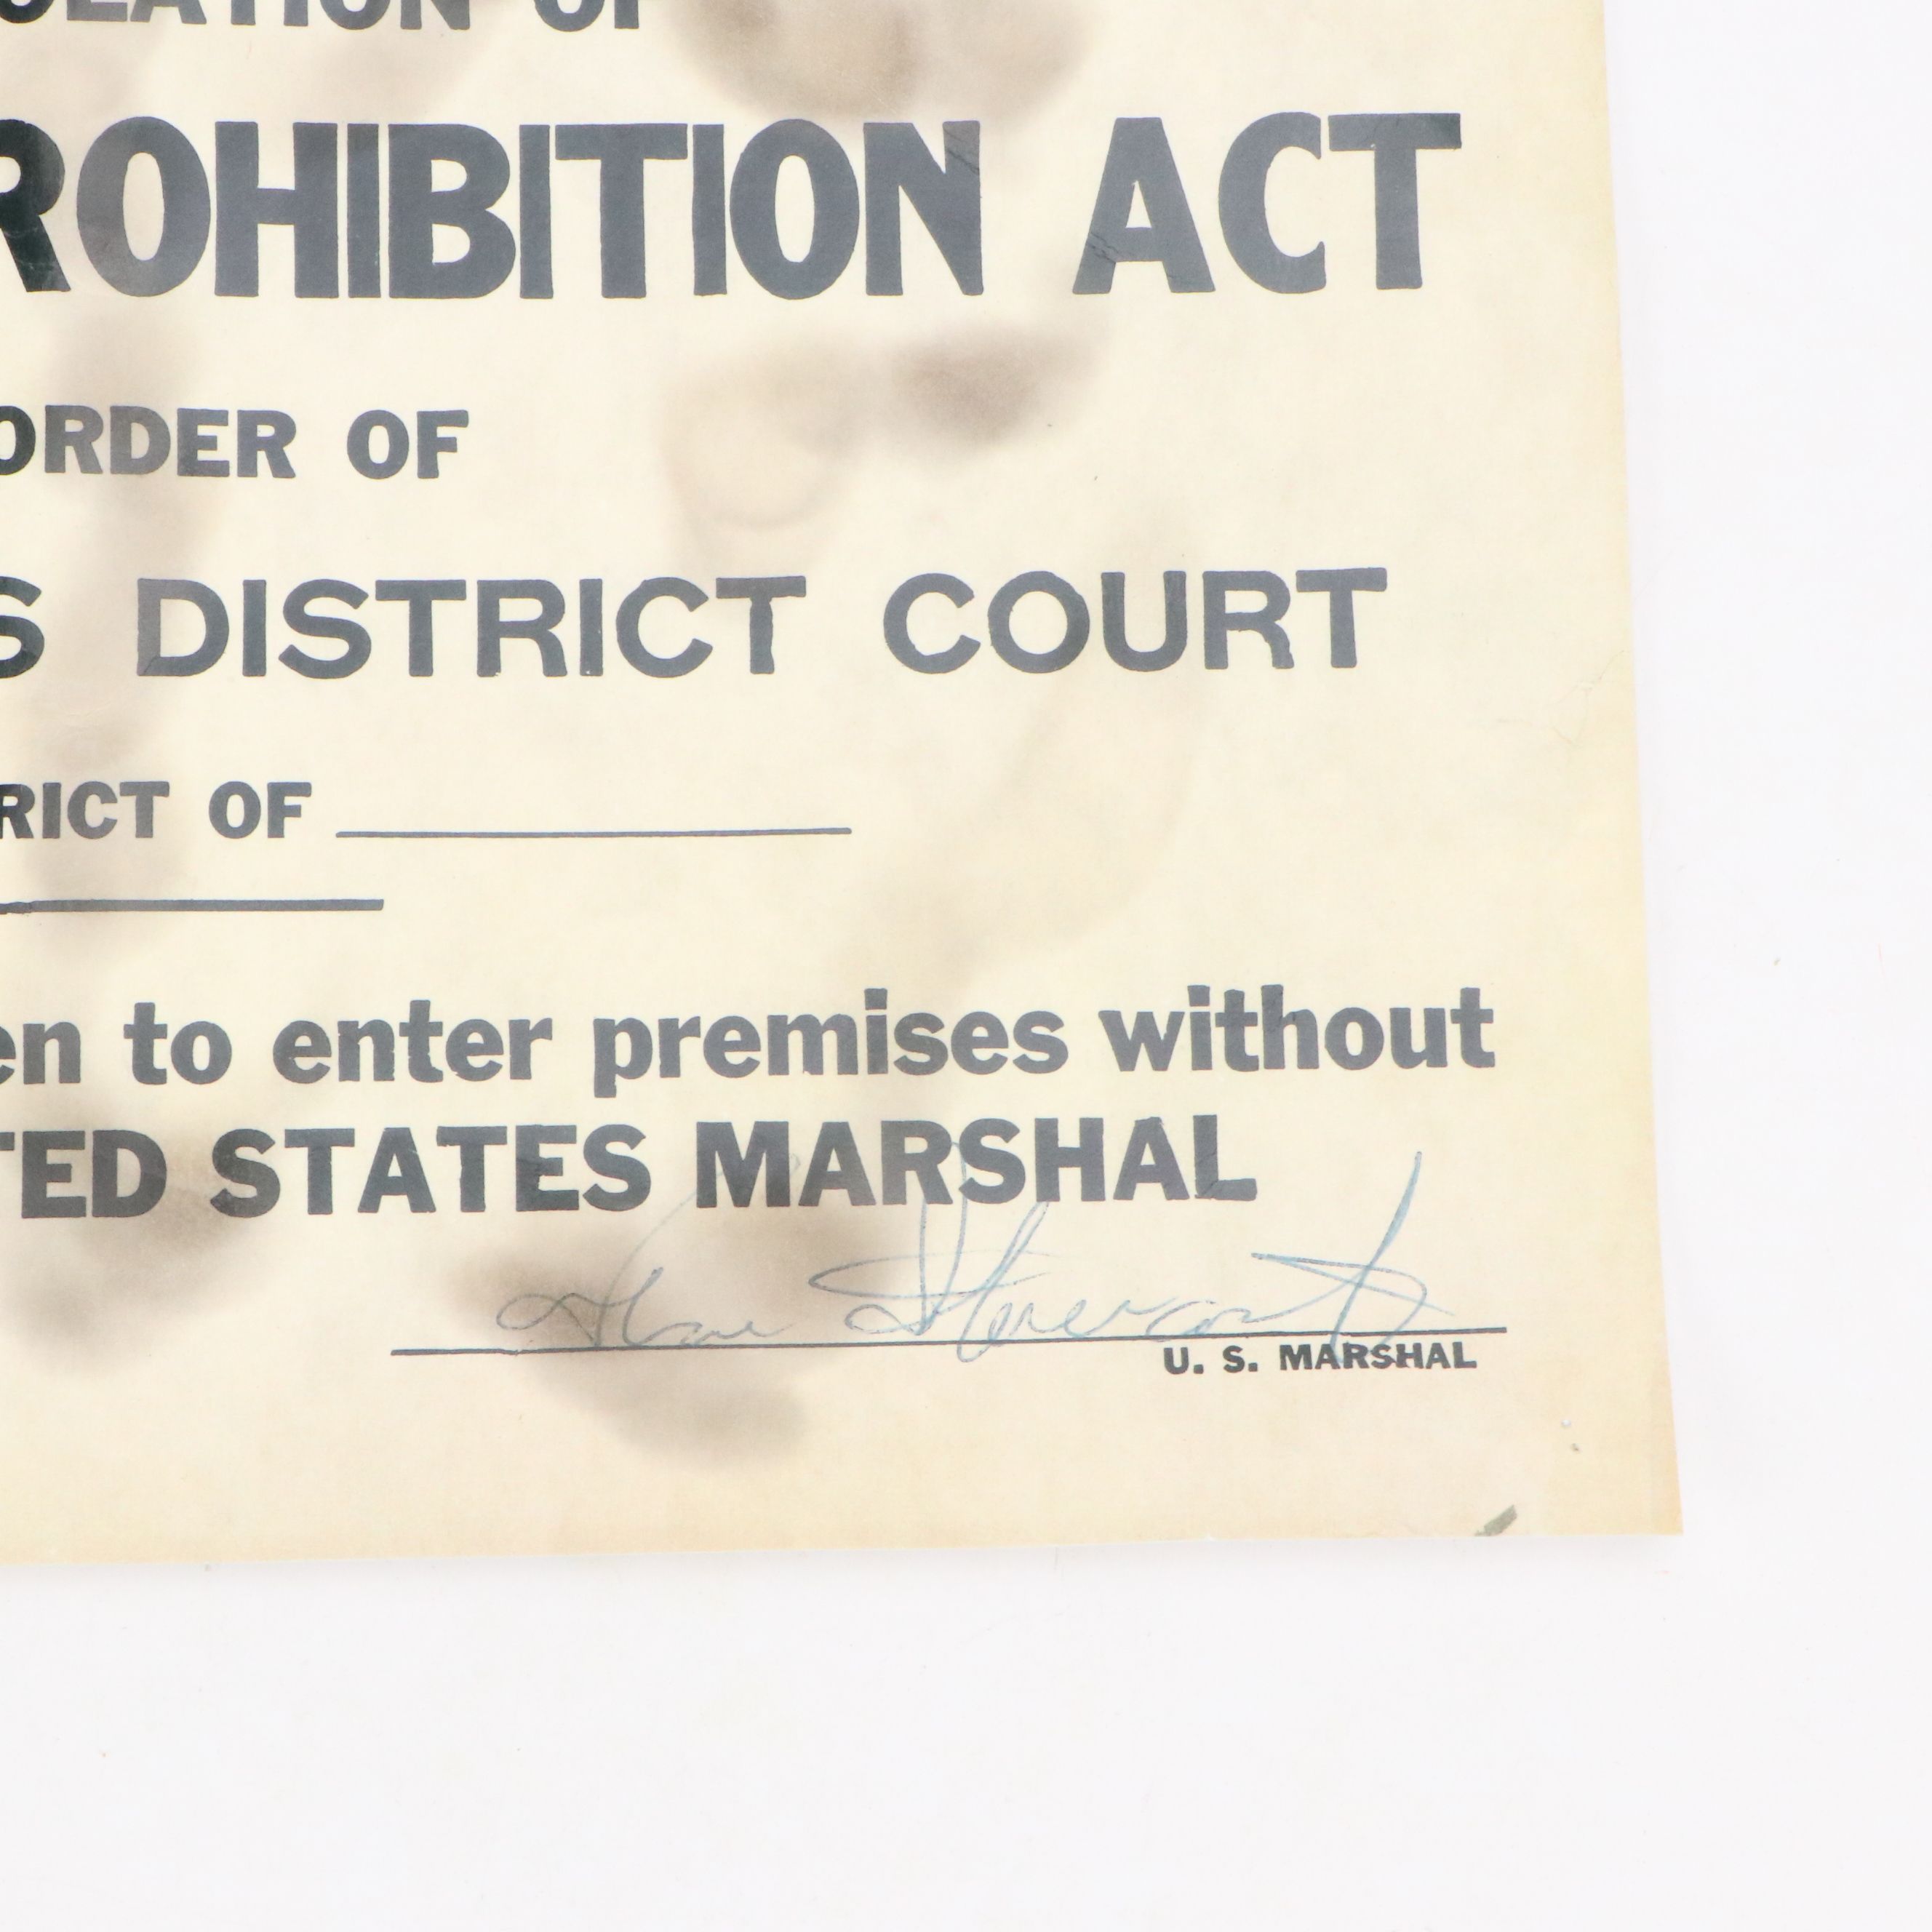 OLATION OF
ROHIBITION ACT
ORDER OF
S DISTRICT COURT
RICT OF
en to enter premises without
TED STATES MARSHAL
U. S. MARSHAL